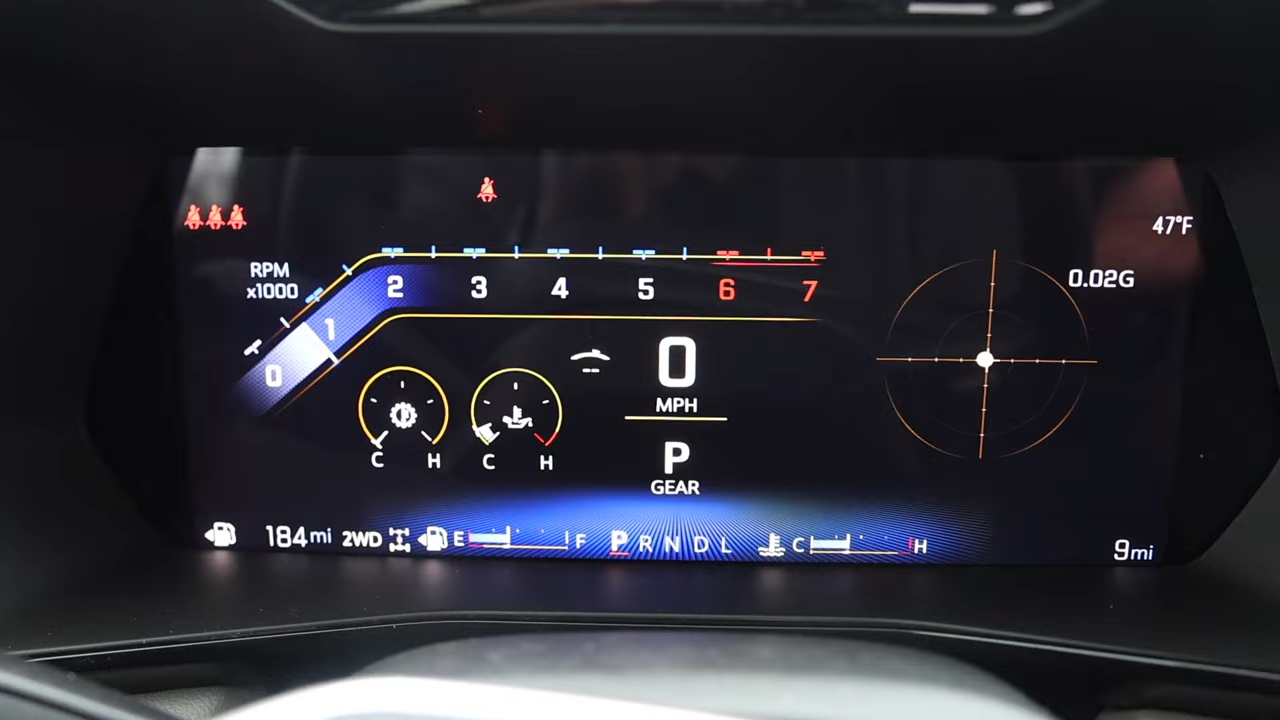 47°F
RPM
x1000
0 1 2 3 4 5 6 7
0.02G
0
MPH
C H
C H
P
GEAR
184mi 2WD E F P R N D L C H 9mi